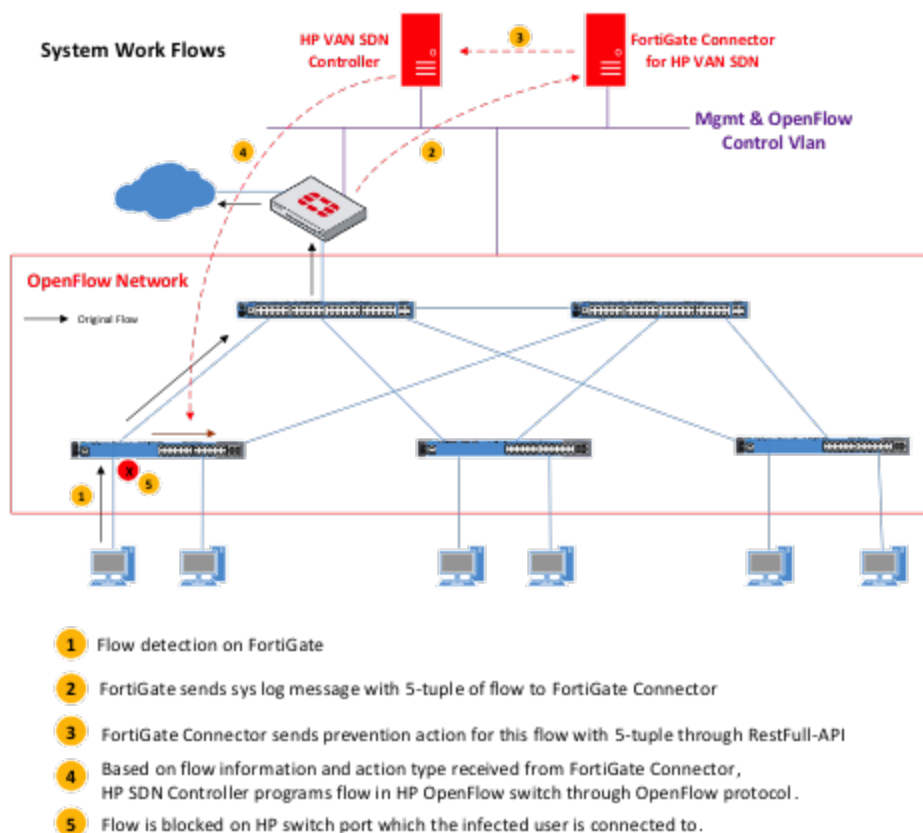 System Work Flows
HP VAN SDN
Controller
3
FortiGate Connector
for HP VAN SDN
Mgmt & OpenFlow
Control Vlan
4
2
OpenFlow Network
Original Flow
X
1
5
1 Flow detection on FortiGate
2 FortiGate sends sys log message with 5-tuple of flow to FortiGate Connector
3 FortiGate Connector sends prevention action for this flow with 5-tuple through RestFull-API
4 Based on flow information and action type received from FortiGate Connector,
HP SDN Controller programs flow in HP OpenFlow switch through OpenFlow protocol.
5 Flow is blocked on HP switch port which the infected user is connected to.